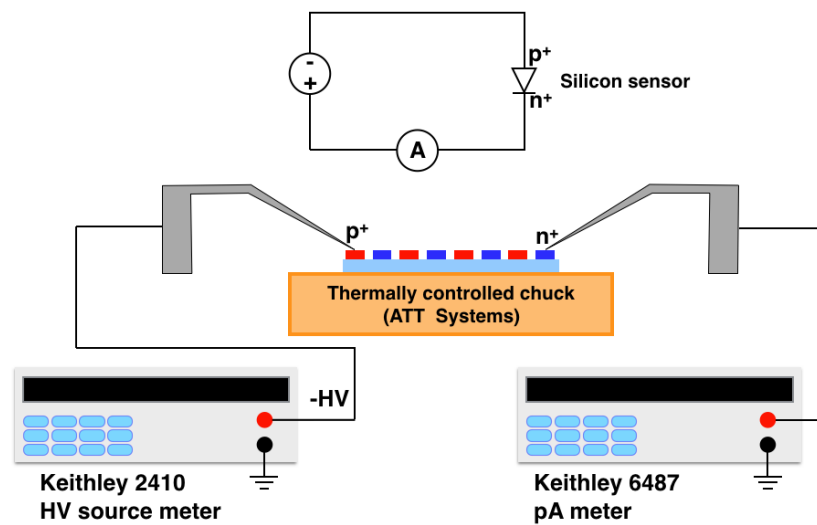 -
+
p+
n+
Silicon sensor
A
p+
n+
Thermally controlled chuck
(ATT Systems)
-HV
Keithley 2410
HV source meter
Keithley 6487
pA meter